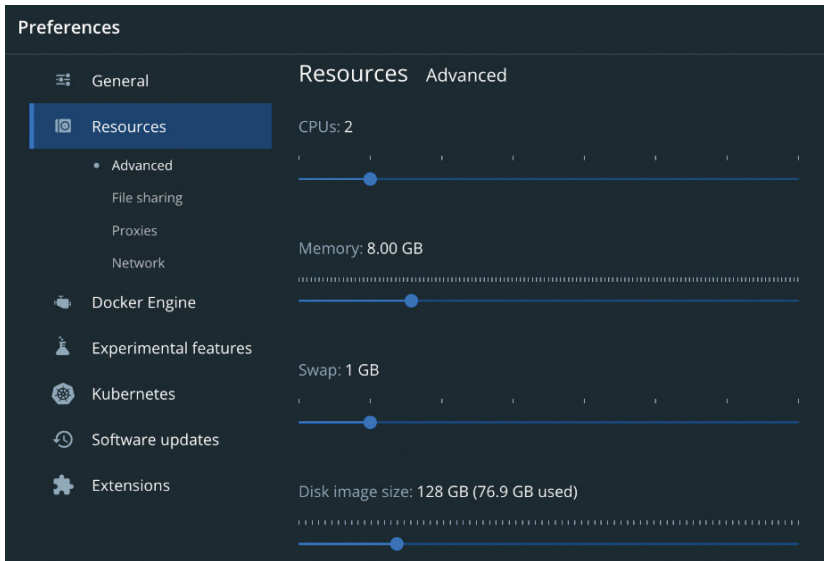 Preferences
General
Resources
Advanced
File sharing
Proxies
Network
Docker Engine
Experimental features
Kubernetes
Software updates
Extensions
Resources Advanced
CPUs: 2
Memory: 8.00 GB
Swap: 1 GB
Disk image size: 128 GB (76.9 GB used)